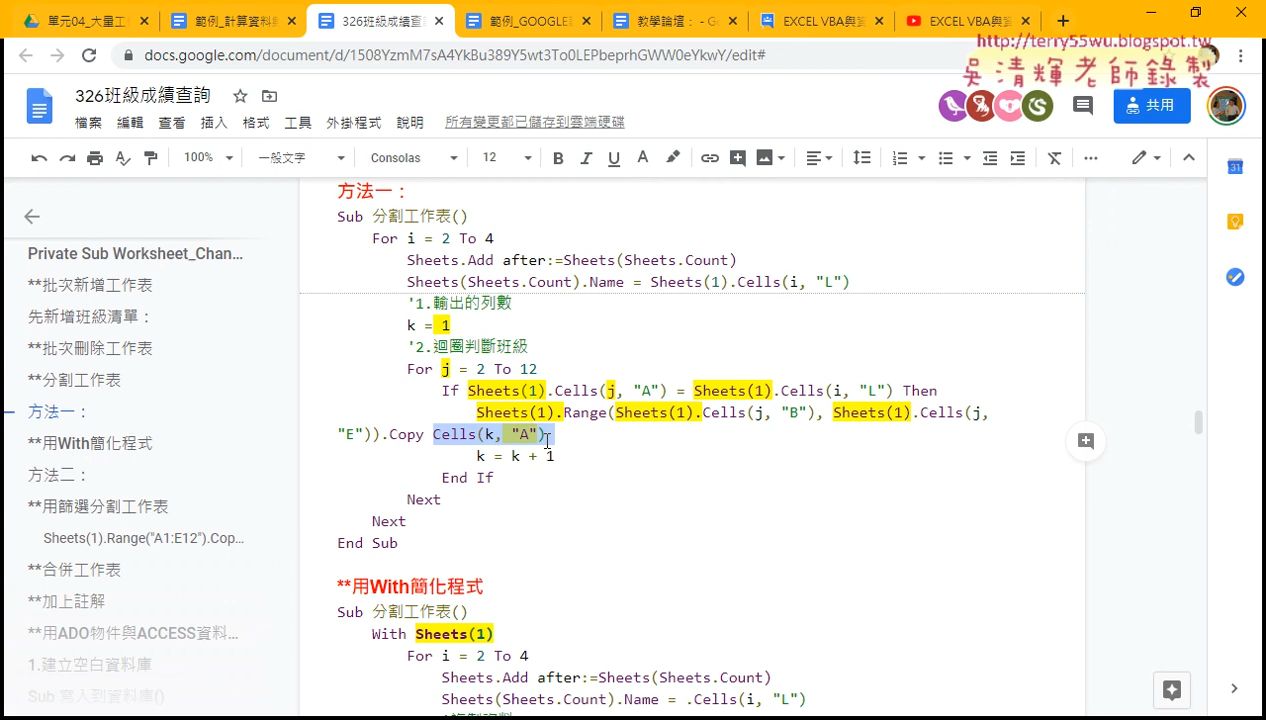 單元04_大量工
範例_計算資料
326班級成績查
範例_GOOGLE
教學論壇： - Go
EXCEL VBA與資
EXCEL VBA與資
docs.google.com/document/d/1508YzmM7sA4YkBu389Y5wt3To0LEPbeprhGWW0eYkwY/edit#
http://terry55wu.blogspot.tw
吳清輝老師錄製
326班級成績查詢
檔案 編輯 查看 插入 格式 工具 外掛程式 說明 所有變更都已儲存到雲端硬碟
共用
100% 一般文字 Consolas 12 B I U A
31
Private Sub Worksheet_Chan...
**批次新增工作表
先新增班級清單：
**批次刪除工作表
**分割工作表
方法一：
**用With簡化程式
方法二：
**用篩選分割工作表
Sheets(1).Range("A1:E12").Cop...
**合併工作表
**加上註解
**用ADO物件與ACCESS資料...
1.建立空白資料庫
Sub 寫入到資料庫()
方法一：
Sub 分割工作表()
For i = 2 To 4
Sheets.Add after:=Sheets(Sheets.Count)
Sheets(Sheets.Count).Name = Sheets(1).Cells(i, "L")
'1.輸出的列數
k = 1
'2.迴圈判斷班級
For j = 2 To 12
If Sheets(1).Cells(j, "A") = Sheets(1).Cells(i, "L") Then
Sheets(1).Range(Sheets(1).Cells(j, "B"), Sheets(1).Cells(j,
"E")).Copy Cells(k, "A")
k = k + 1
End If
Next
Next
End Sub
**用With簡化程式
Sub 分割工作表()
With Sheets(1)
For i = 2 To 4
Sheets.Add after:=Sheets(Sheets.Count)
Sheets(Sheets.Count).Name = .Cells(i, "L")